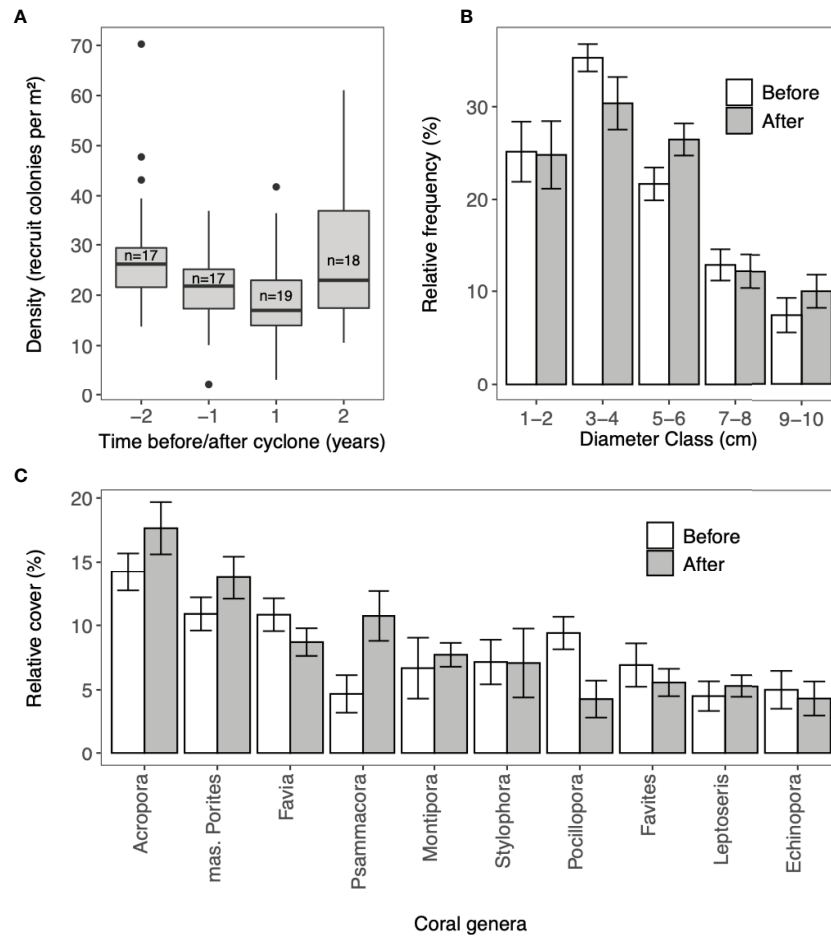 A
Density (recruit colonies per m²)
70
60
50
40
30
20
10
0
n=17
n=17
n=19
n=18
−2
−1
1
2
Time before/after cyclone (years)
B
Relative frequency (%)
30
20
10
0
Before
After
1−2
3−4
5−6
7−8
9−10
Diameter Class (cm)
C
Relative cover (%)
20
15
10
5
0
Before
After
Acropora
mas. Porites
Favia
Psammacora
Montipora
Stylophora
Pocillopora
Favites
Leptoseris
Echinopora
Coral genera